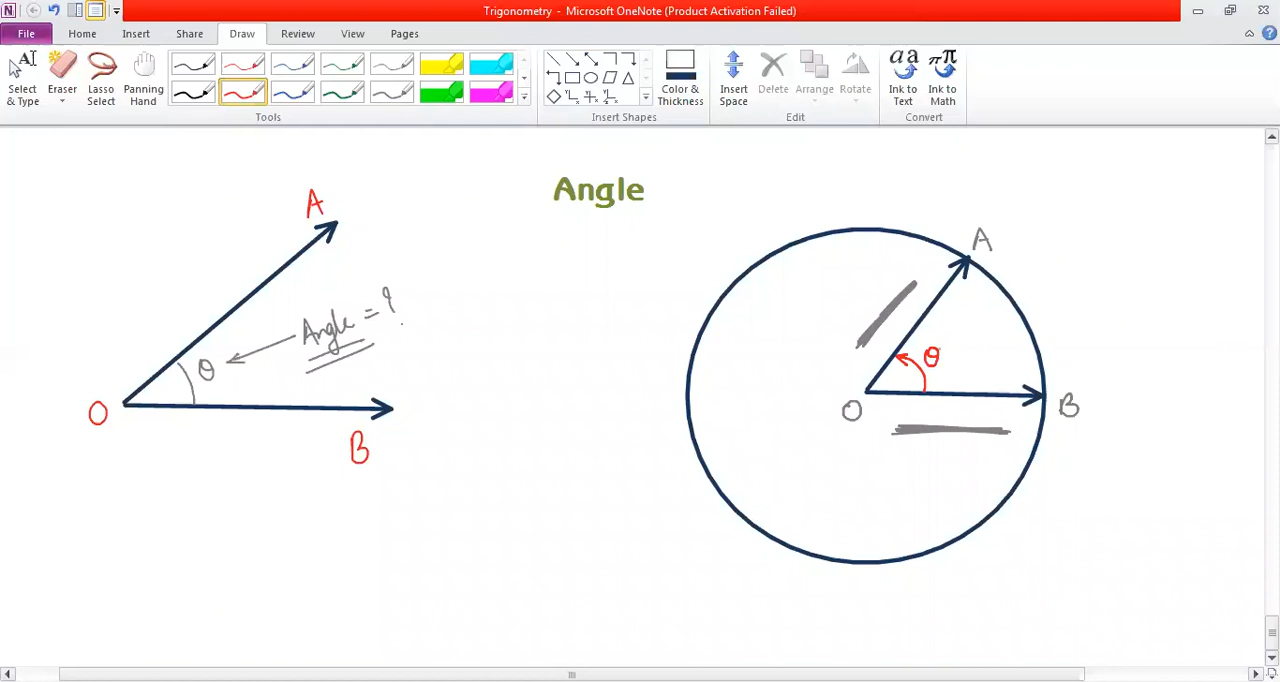 Trigonometry - Microsoft OneNote (Product Activation Failed)
File Home Insert Share Draw Review View Pages
Select & Type
Eraser
Lasso Select
Panning Hand
Color & Thickness
Insert Space
Delete
Arrange
Rotate
Ink to Text
Ink to Math
Tools
Insert Shapes
Edit
Convert
Angle
A
Angle = ?
θ
O
B
A
θ
O
B